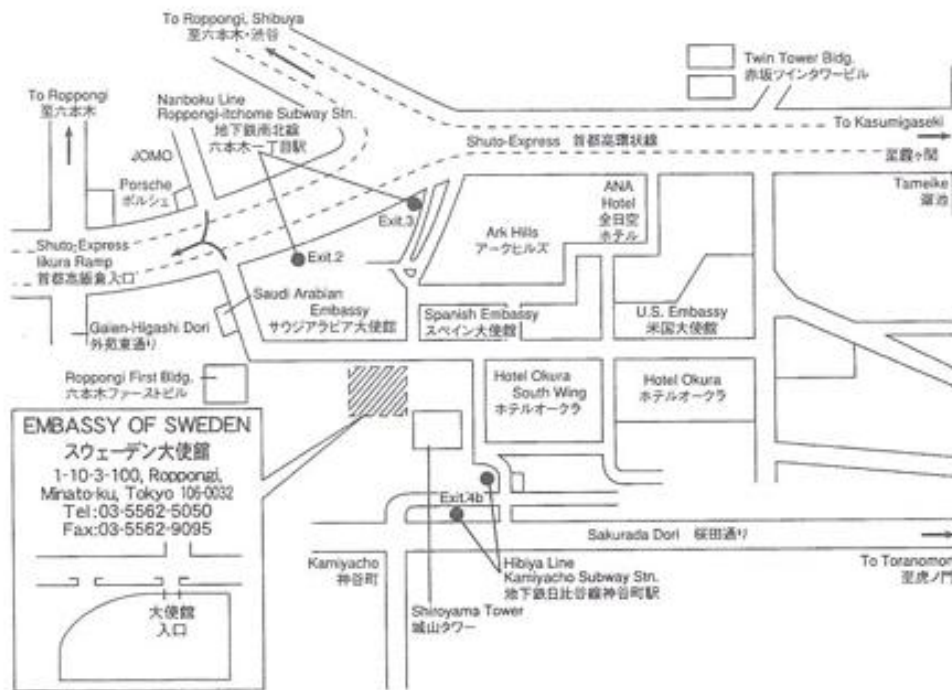 To Roppongi, Shibuya
至六本木・渋谷
Twin Tower Bldg.
赤坂ツインタワービル
To Roppongi
至六本木
Nanboku Line
Roppongi-itchome Subway Stn.
地下鉄南北線
六本木一丁目駅
To Kasumigaseki
至霞ヶ関
Shuto-Express 首都高環状線
JOMO
Porsche
ポルシェ
Tameike
溜池
ANA
Hotel
全日空
ホテル
Exit.3
Ark Hills
アークヒルズ
Shuto-Express
Iikura Ramp
首都高飯倉入口
Exit.2
Saudi Arabian
Embassy
サウジアラビア大使館
Spanish Embassy
スペイン大使館
U.S. Embassy
米国大使館
Gaien-Higashi Dori
外苑東通り
Roppongi First Bldg.
六本木ファーストビル
Hotel Okura
South Wing
ホテルオークラ
Hotel Okura
ホテルオークラ
EMBASSY OF SWEDEN
スウェーデン大使館
1-10-3-100, Roppongi,
Minato-ku, Tokyo 106-0032
Tel:03-5562-5050
Fax:03-5562-9095
Exit.4b
Sakurada Dori 桜田通り
Kamiyacho
神谷町
Hibiya Line
Kamiyacho Subway Stn.
地下鉄日比谷線神谷町駅
To Toranomon
至虎ノ門
Shiroyama Tower
城山タワー
大使館
入口